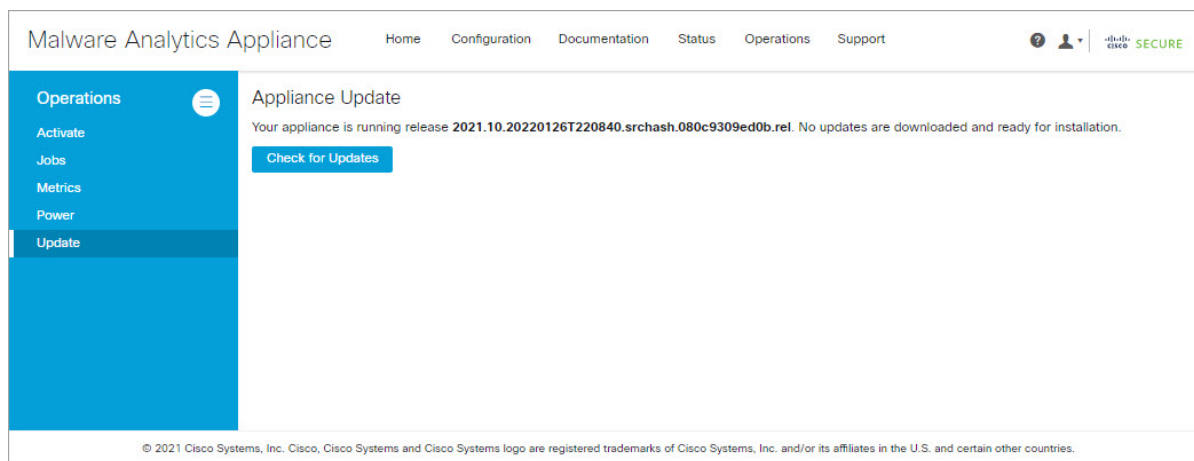 Malware Analytics Appliance
Home Configuration Documentation Status Operations Support
cisco SECURE
Operations
Activate
Jobs
Metrics
Power
Update
Appliance Update
Your appliance is running release 2021.10.20220126T220840.srchash.080c9309ed0b.rel. No updates are downloaded and ready for installation.
Check for Updates
© 2021 Cisco Systems, Inc. Cisco, Cisco Systems and Cisco Systems logo are registered trademarks of Cisco Systems, Inc. and/or its affiliates in the U.S. and certain other countries.